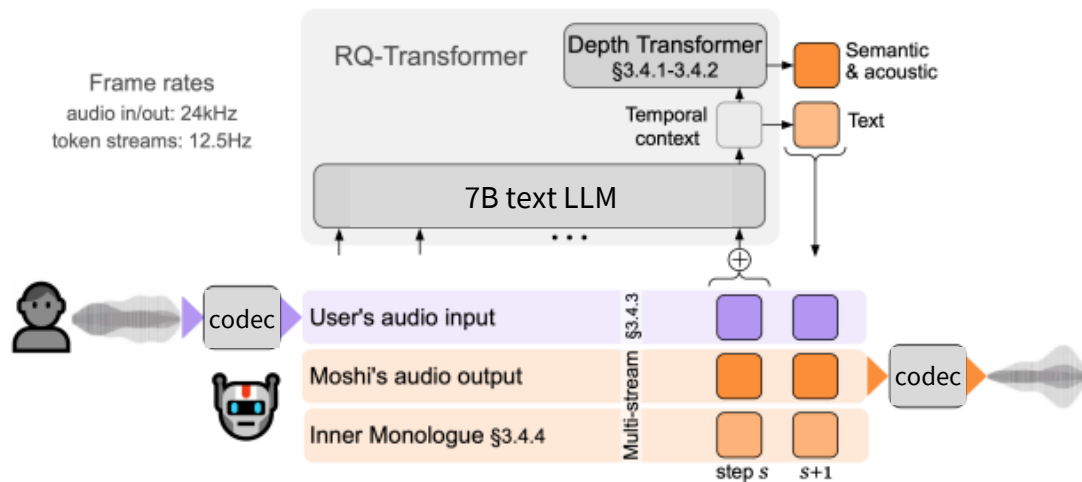 RQ-Transformer
Depth Transformer
§3.4.1-3.4.2
Semantic
& acoustic
Frame rates
audio in/out: 24kHz
token streams: 12.5Hz
Temporal
context
Text
7B text LLM
...
+
codec
User's audio input
Moshi's audio output
Inner Monologue §3.4.4
Multi-stream §3.4.3
codec
step s
s+1